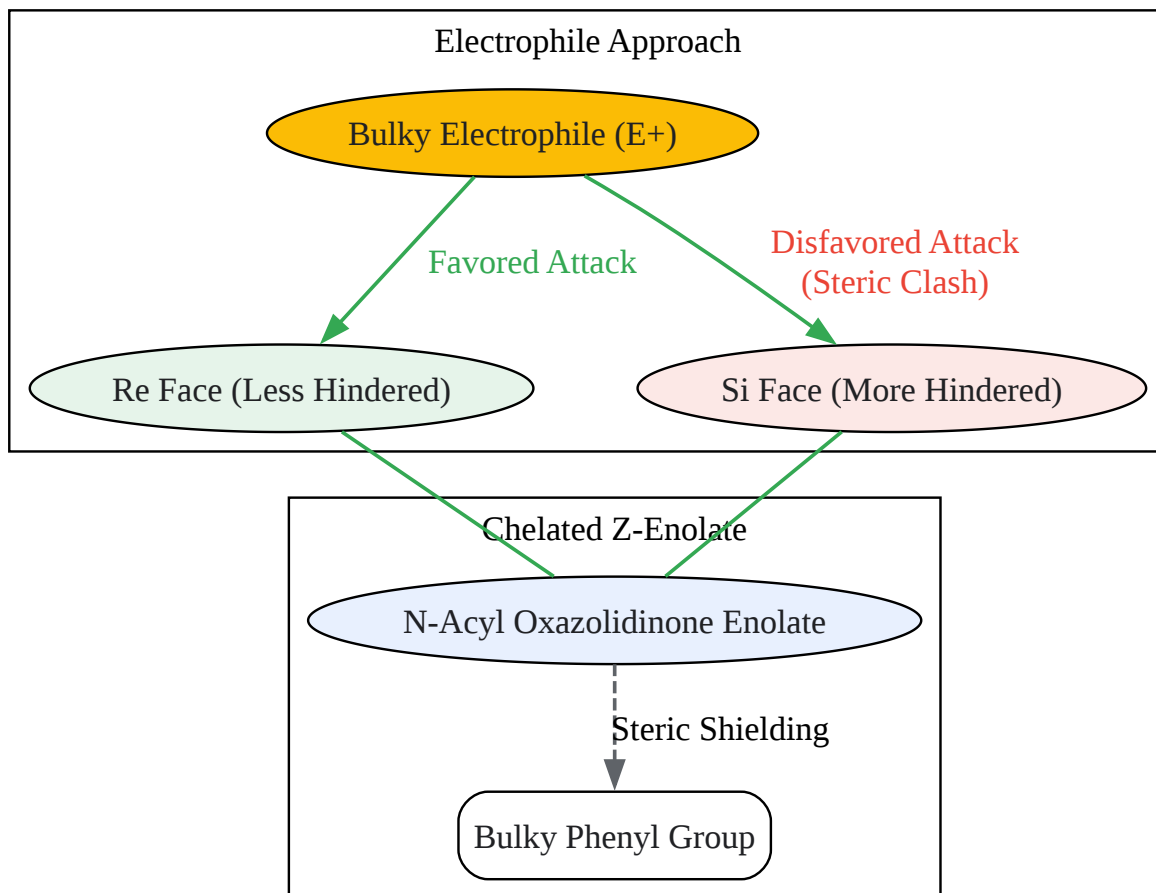 Electrophile Approach
Bulky Electrophile (E+)
Favored Attack
Disfavored Attack
(Steric Clash)
Re Face (Less Hindered)
Si Face (More Hindered)
Chelated Z-Enolate
N-Acyl Oxazolidinone Enolate
Steric Shielding
Bulky Phenyl Group